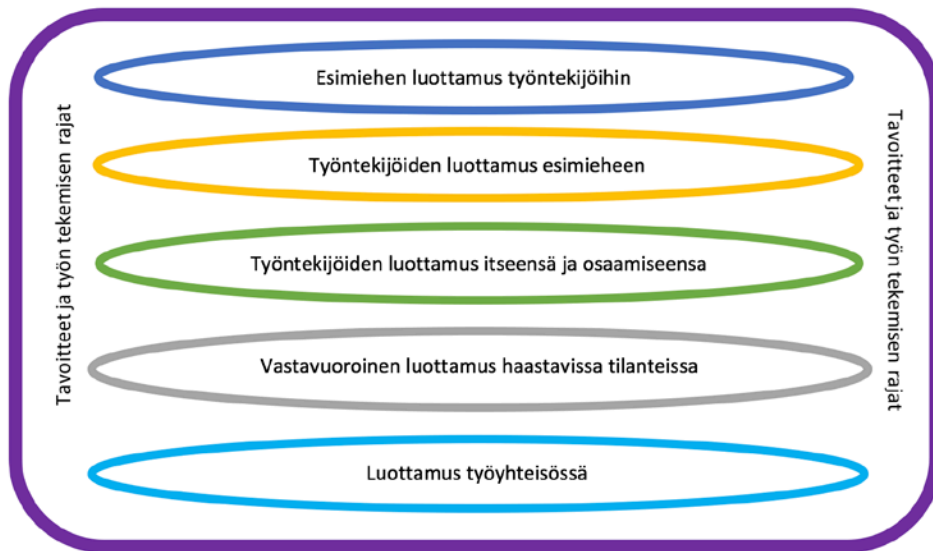 Esimiehen luottamus työntekijöihin
Työntekijöiden luottamus esimieheen
Työntekijöiden luottamus itseensä ja osaamiseensa
Vastavuoroinen luottamus haastavissa tilanteissa
Luottamus työyhteisössä
Tavoitteet ja työn tekemisen rajat
Tavoitteet ja työn tekemisen rajat